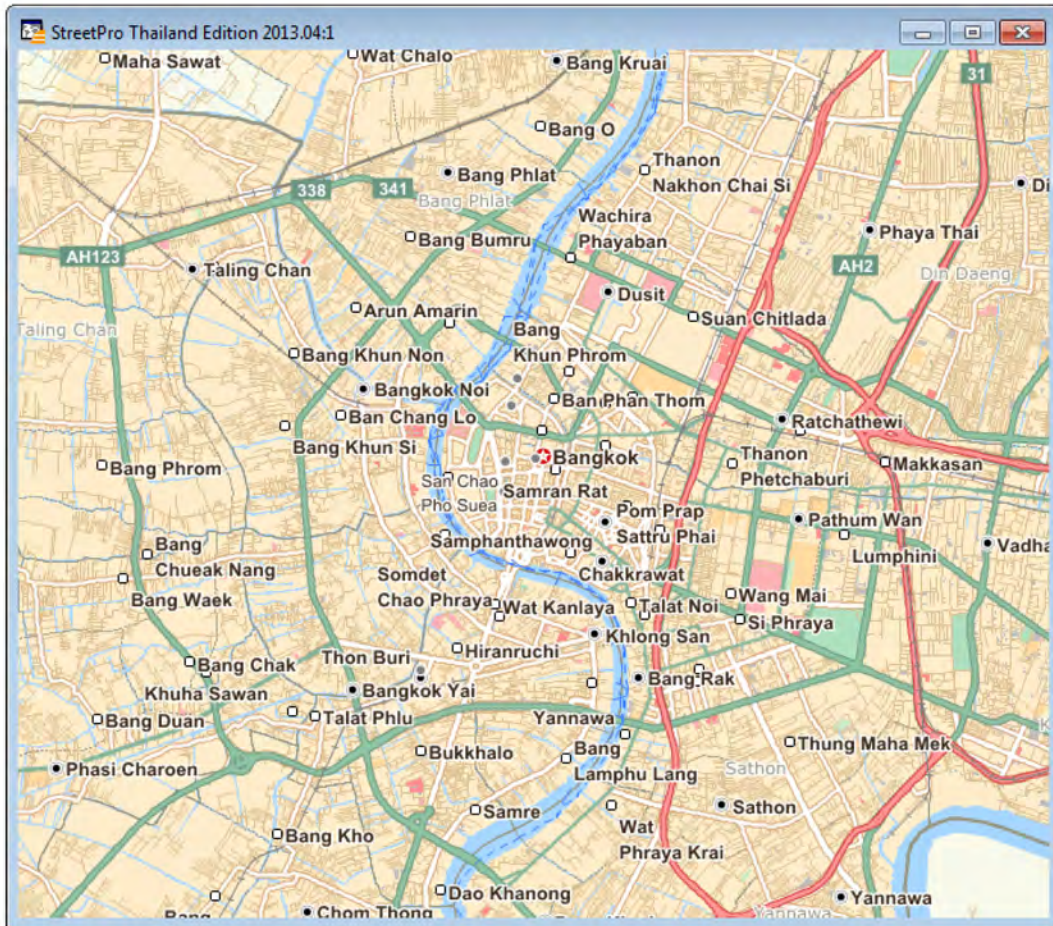 StreetPro Thailand Edition 2013.04:1
Maha Sawat
Wat Chalo
Bang Kruai
31
Bang O
Thanon
Nakhon Chai Si
Bang Phlat
338
341
Bang Phlat
Di
Wachira
Phayaban
Phaya Thai
Bang Bumru
AH123
Taling Chan
AH2
Din Daeng
Dusit
Arun Amarin
Suan Chitlada
Taling Chan
Bang
Khun Phrom
Bang Khun Non
Bangkok Noi
Ban Phan Thom
Ban Chang Lo
Ratchathewi
Bang Khun Si
Bangkok
Thanon
Phetchaburi
Makkasan
Bang Phrom
San Chao
Pho Suea
Samran Rat
Pom Prap
Sattru Phai
Pathum Wan
Samphanthawong
Lumphini
Vadha
Bang
Chueak Nang
Chakkrawat
Bang Waek
Somdet
Chao Phraya
Wat Kanlaya
Talat Noi
Wang Mai
Si Phraya
Khlong San
Hiranruchi
Thon Buri
Bang Chak
Khuha Sawan
Bangkok Yai
Bang Rak
Bang Duan
Talat Phlu
Yannawa
Bukkhalo
Bang
Lamphu Lang
Thung Maha Mek
Phasi Charoen
Sathon
Samre
Sathon
Wat
Phraya Krai
Bang Kho
Dao Khanong
Yannawa
Bang
Chom Thong
Yannawa